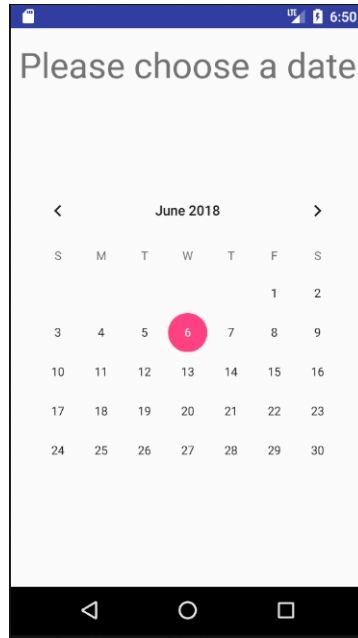 LTE 6:50
Please choose a date
June 2018
S M T W T F S
1 2
3 4 5 6 7 8 9
10 11 12 13 14 15 16
17 18 19 20 21 22 23
24 25 26 27 28 29 30